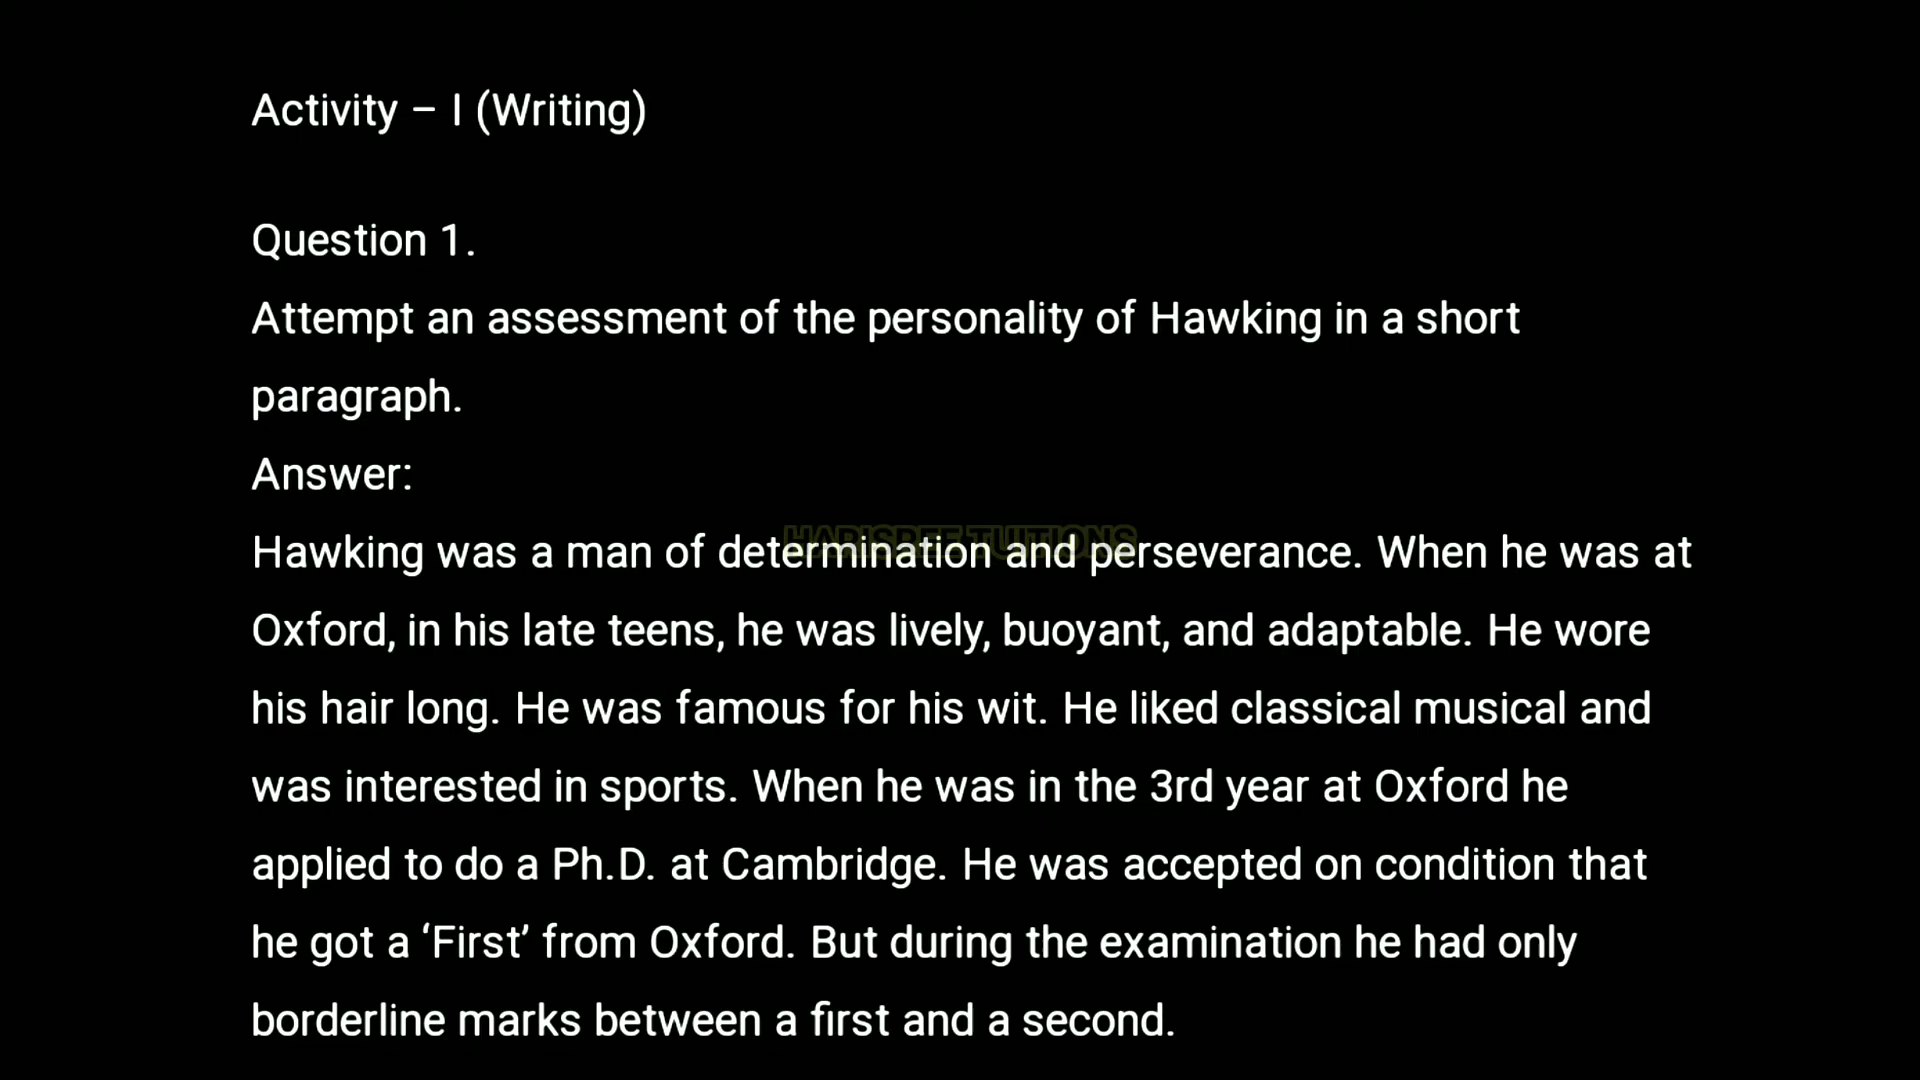 Activity – I (Writing)
Question 1.
Attempt an assessment of the personality of Hawking in a short
paragraph.
Answer:
HARISREE TUITIONS
Hawking was a man of determination and perseverance. When he was at
Oxford, in his late teens, he was lively, buoyant, and adaptable. He wore
his hair long. He was famous for his wit. He liked classical musical and
was interested in sports. When he was in the 3rd year at Oxford he
applied to do a Ph.D. at Cambridge. He was accepted on condition that
he got a ‘First’ from Oxford. But during the examination he had only
borderline marks between a first and a second.